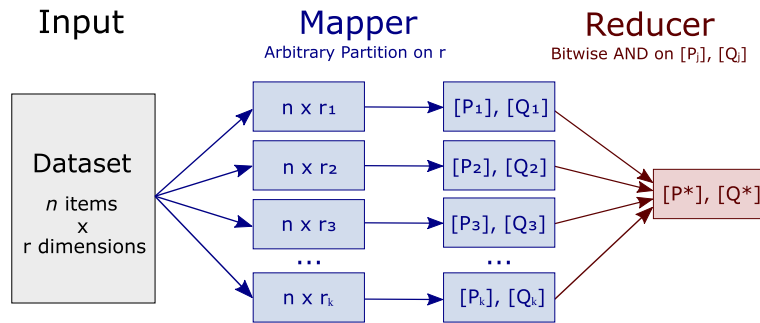 Input
Mapper
Arbitrary Partition on r
Reducer
Bitwise AND on [Pⱼ], [Qⱼ]
Dataset
n items
x
r dimensions
n x r₁
[P₁], [Q₁]
n x r₂
[P₂], [Q₂]
n x r₃
[P₃], [Q₃]
...
...
n x rₖ
[Pₖ], [Qₖ]
[P*], [Q*]